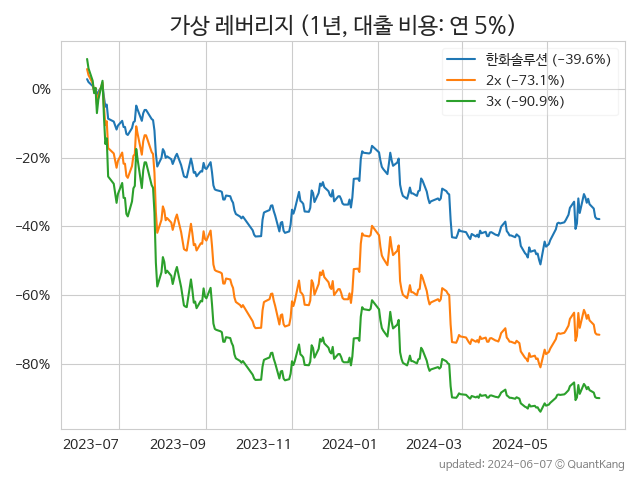 가상 레버리지 (1년, 대출 비용: 연 5%)
한화솔루션 (−39.6%)
2x (−73.1%)
3x (−90.9%)
0%
−20%
−40%
−60%
−80%
2023-07 2023-09 2023-11 2024-01 2024-03 2024-05
updated: 2024-06-07 © QuantKang